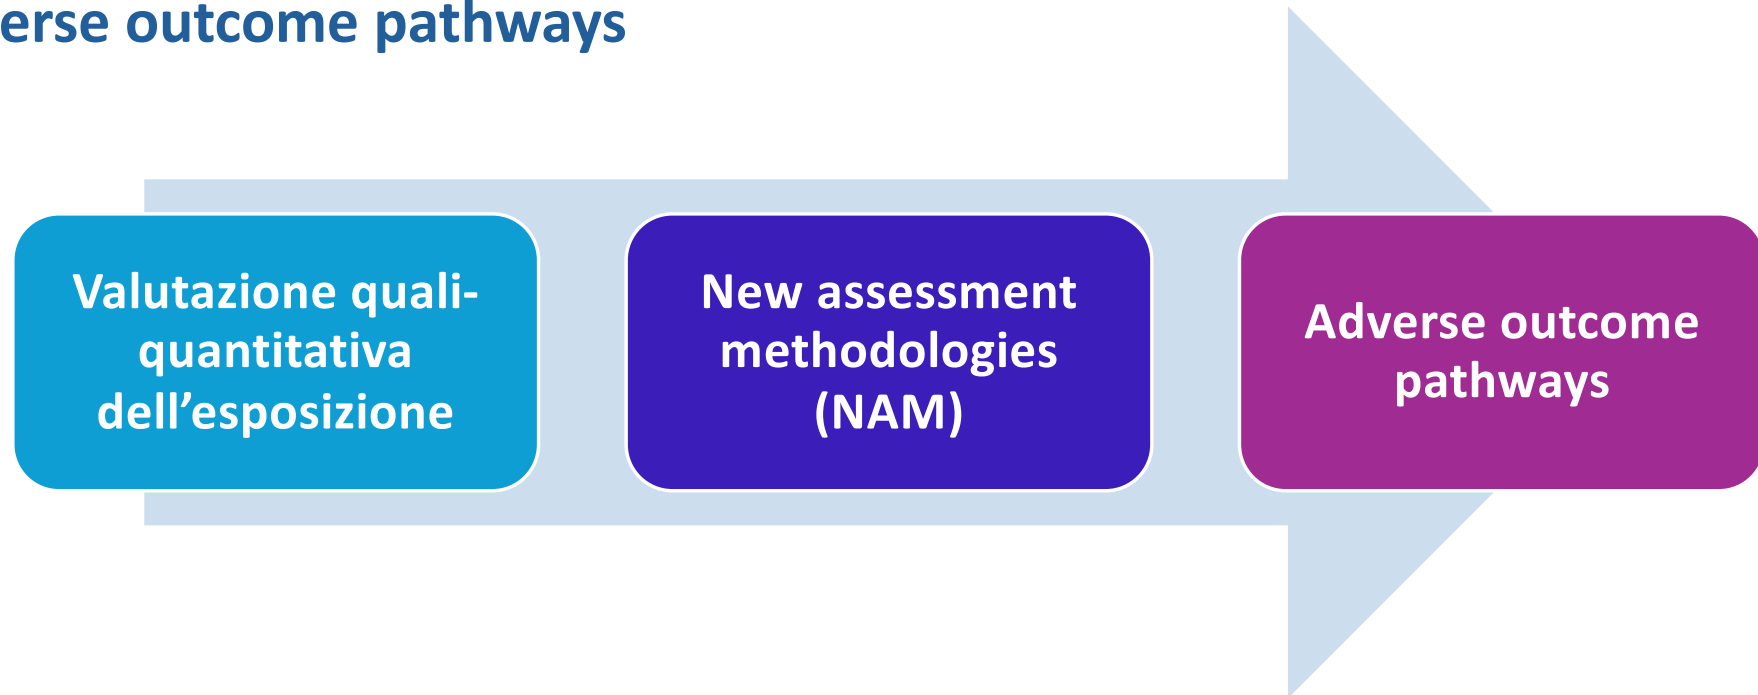 erse outcome pathways
Valutazione quali-
quantitativa
dell’esposizione
New assessment
methodologies
(NAM)
Adverse outcome
pathways